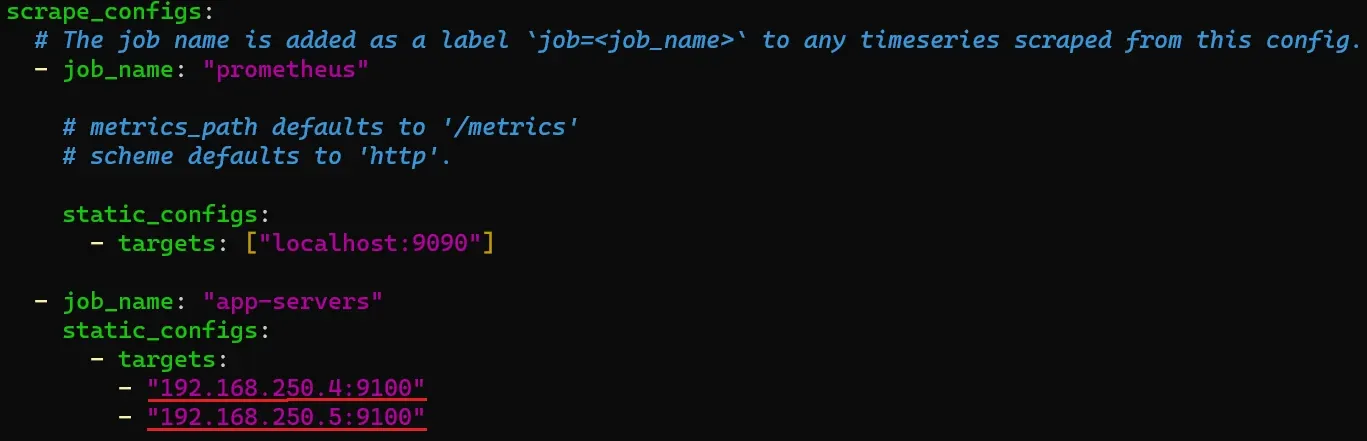 scrape_configs:
  # The job name is added as a label `job=<job_name>` to any timeseries scraped from this config.
  - job_name: "prometheus"

    # metrics_path defaults to '/metrics'
    # scheme defaults to 'http'.

    static_configs:
      - targets: ["localhost:9090"]

  - job_name: "app-servers"
    static_configs:
      - targets:
        - "192.168.250.4:9100"
        - "192.168.250.5:9100"